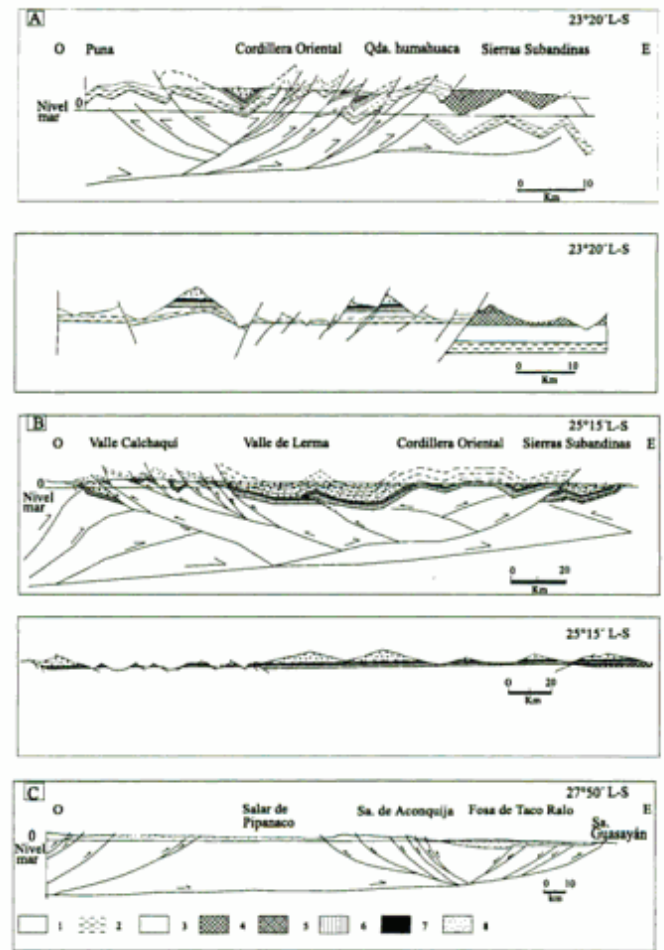 A 23°20´L-S
O Puna Cordillera Oriental Qda. humahuaca Sierras Subandinas E
0
Nivel
mar
0 10
Km
23°20´L-S
0 10
Km
B 25°15´L-S
O Valle Calchaquí Valle de Lerma Cordillera Oriental Sierras Subandinas E
0
Nivel
mar
0 20
Km
25°15´L-S
0 20
Km
C 27°50´L-S
O Salar de Pipanaco Sa. de Aconquija Fosa de Taco Ralo E
Sa. Guasayán
0
Nivel
mar
0 10
km
1 2 3 4 5 6 7 8